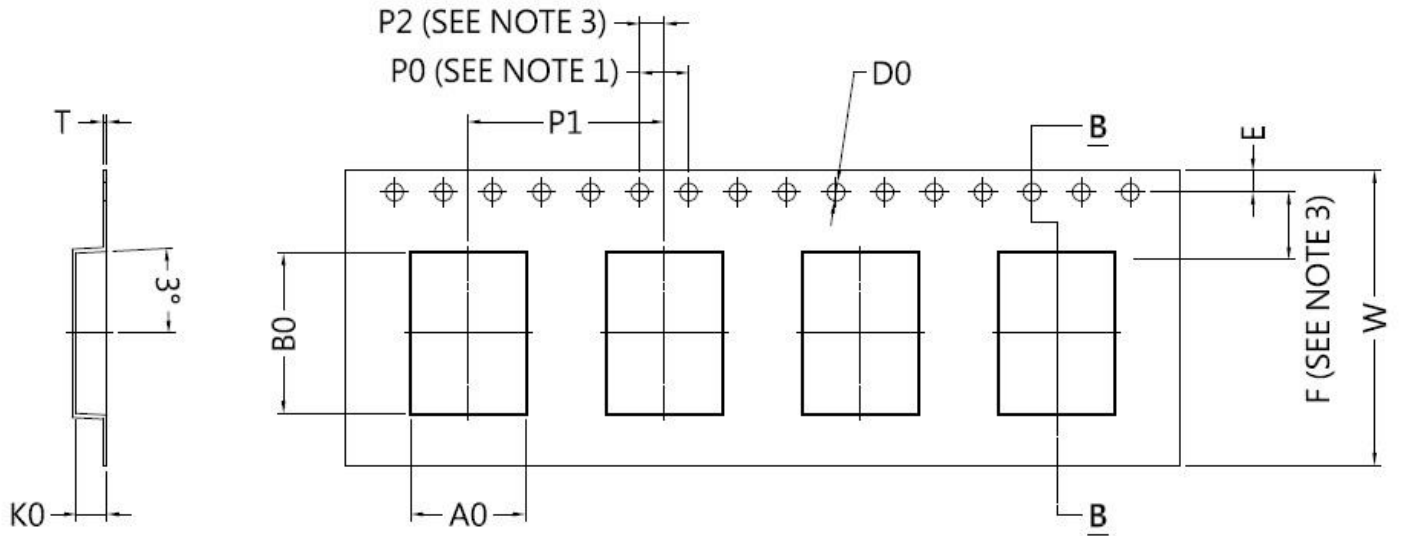 P2 (SEE NOTE 3)
P0 (SEE NOTE 1)
D0
T
P1
B
E
3°
B0
F (SEE NOTE 3)
W
K0
A0
B